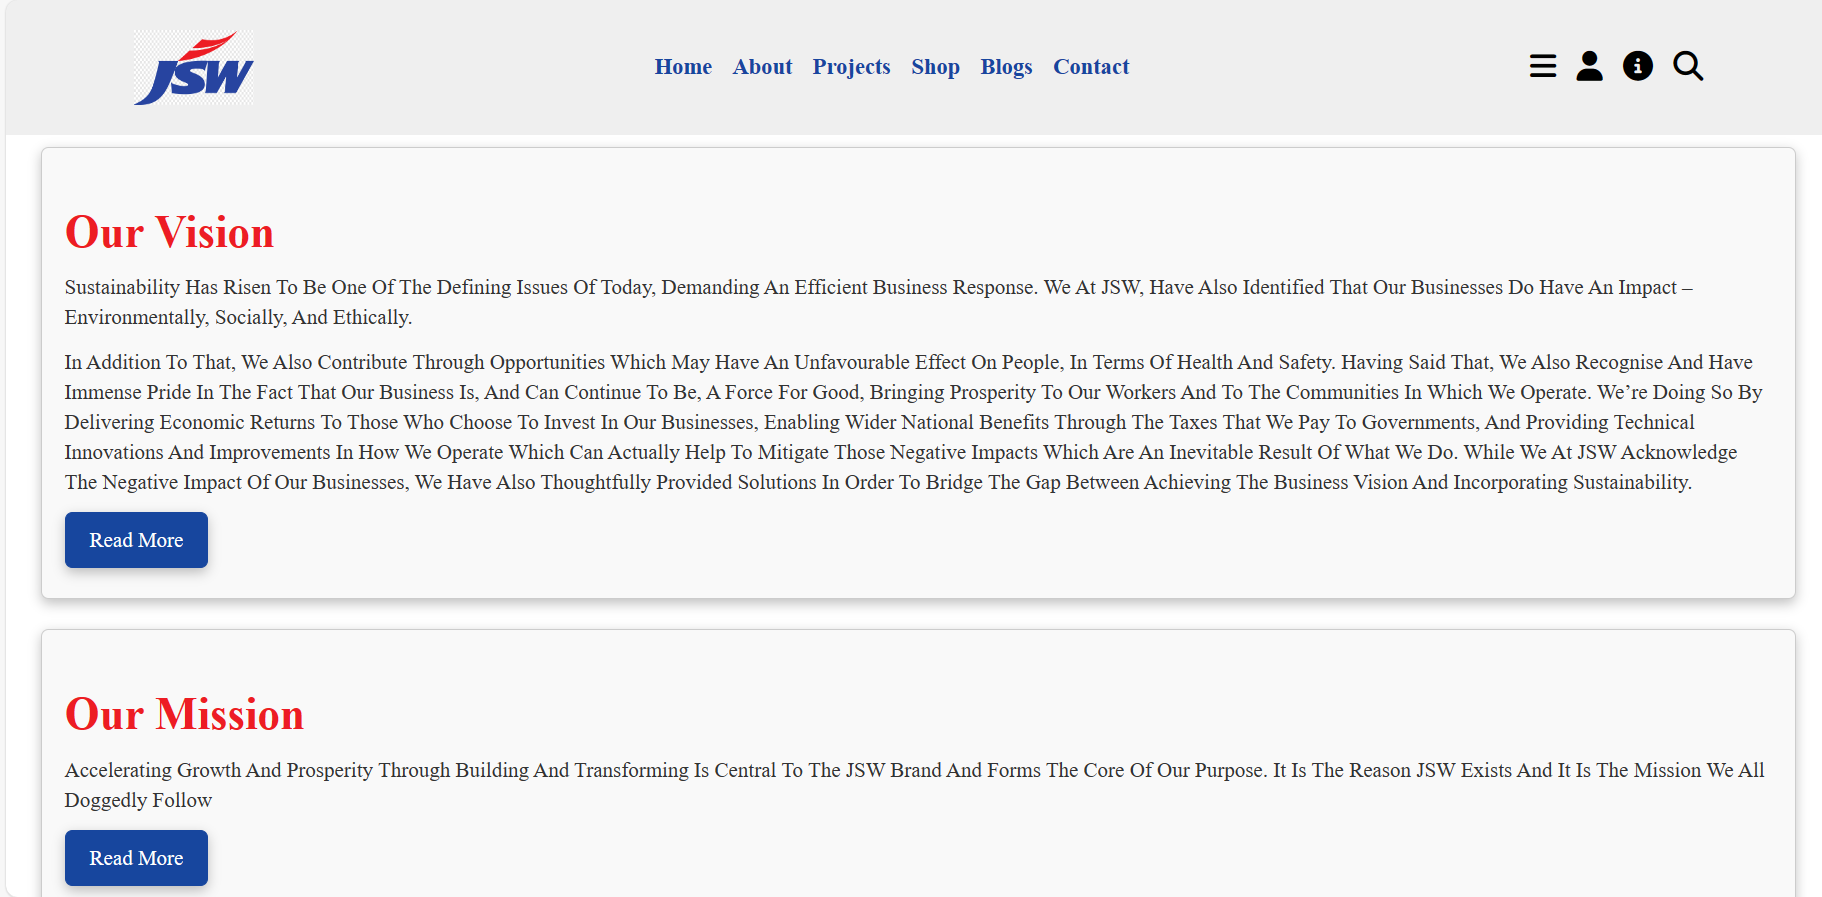 JSW
Home About Projects Shop Blogs Contact
Our Vision
Sustainability Has Risen To Be One Of The Defining Issues Of Today, Demanding An Efficient Business Response. We At JSW, Have Also Identified That Our Businesses Do Have An Impact –
Environmentally, Socially, And Ethically.
In Addition To That, We Also Contribute Through Opportunities Which May Have An Unfavourable Effect On People, In Terms Of Health And Safety. Having Said That, We Also Recognise And Have
Immense Pride In The Fact That Our Business Is, And Can Continue To Be, A Force For Good, Bringing Prosperity To Our Workers And To The Communities In Which We Operate. We’re Doing So By
Delivering Economic Returns To Those Who Choose To Invest In Our Businesses, Enabling Wider National Benefits Through The Taxes That We Pay To Governments, And Providing Technical
Innovations And Improvements In How We Operate Which Can Actually Help To Mitigate Those Negative Impacts Which Are An Inevitable Result Of What We Do. While We At JSW Acknowledge
The Negative Impact Of Our Businesses, We Have Also Thoughtfully Provided Solutions In Order To Bridge The Gap Between Achieving The Business Vision And Incorporating Sustainability.
Read More
Our Mission
Accelerating Growth And Prosperity Through Building And Transforming Is Central To The JSW Brand And Forms The Core Of Our Purpose. It Is The Reason JSW Exists And It Is The Mission We All
Doggedly Follow
Read More